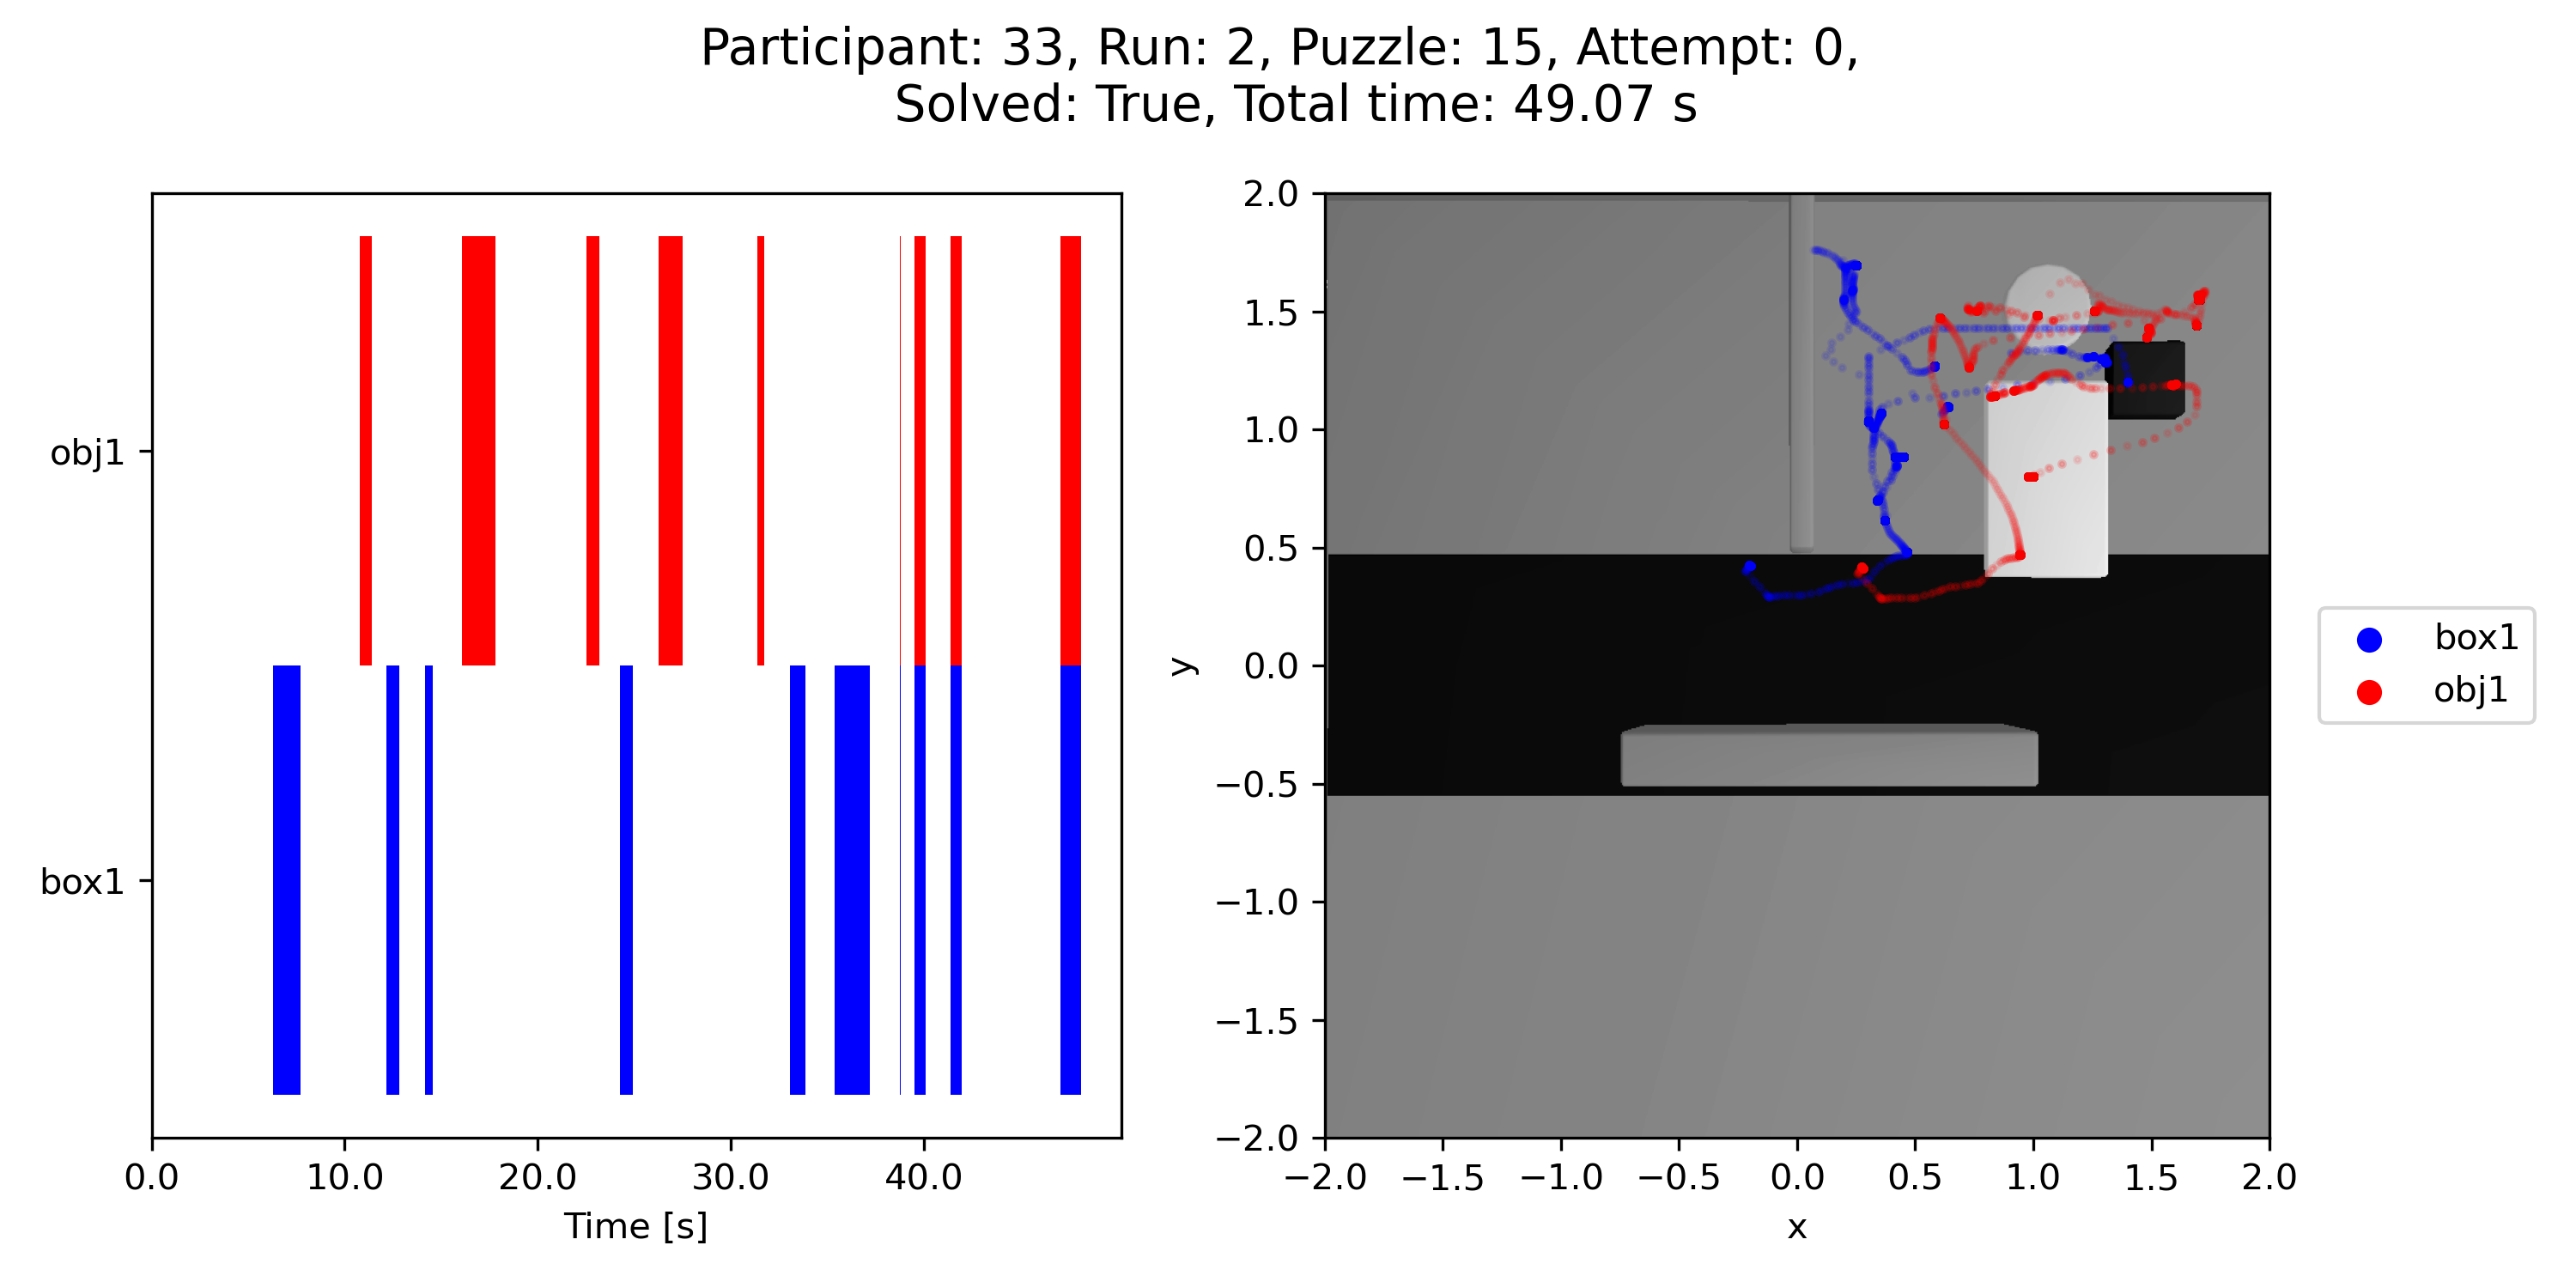 Participant: 33, Run: 2, Puzzle: 15, Attempt: 0,
Solved: True, Total time: 49.07 s
obj1
box1
0.0 10.0 20.0 30.0 40.0
Time [s]
2.0
1.5
1.0
0.5
0.0
−0.5
−1.0
−1.5
−2.0
y
−2.0 −1.5 −1.0 −0.5 0.0 0.5 1.0 1.5 2.0
x
box1
obj1